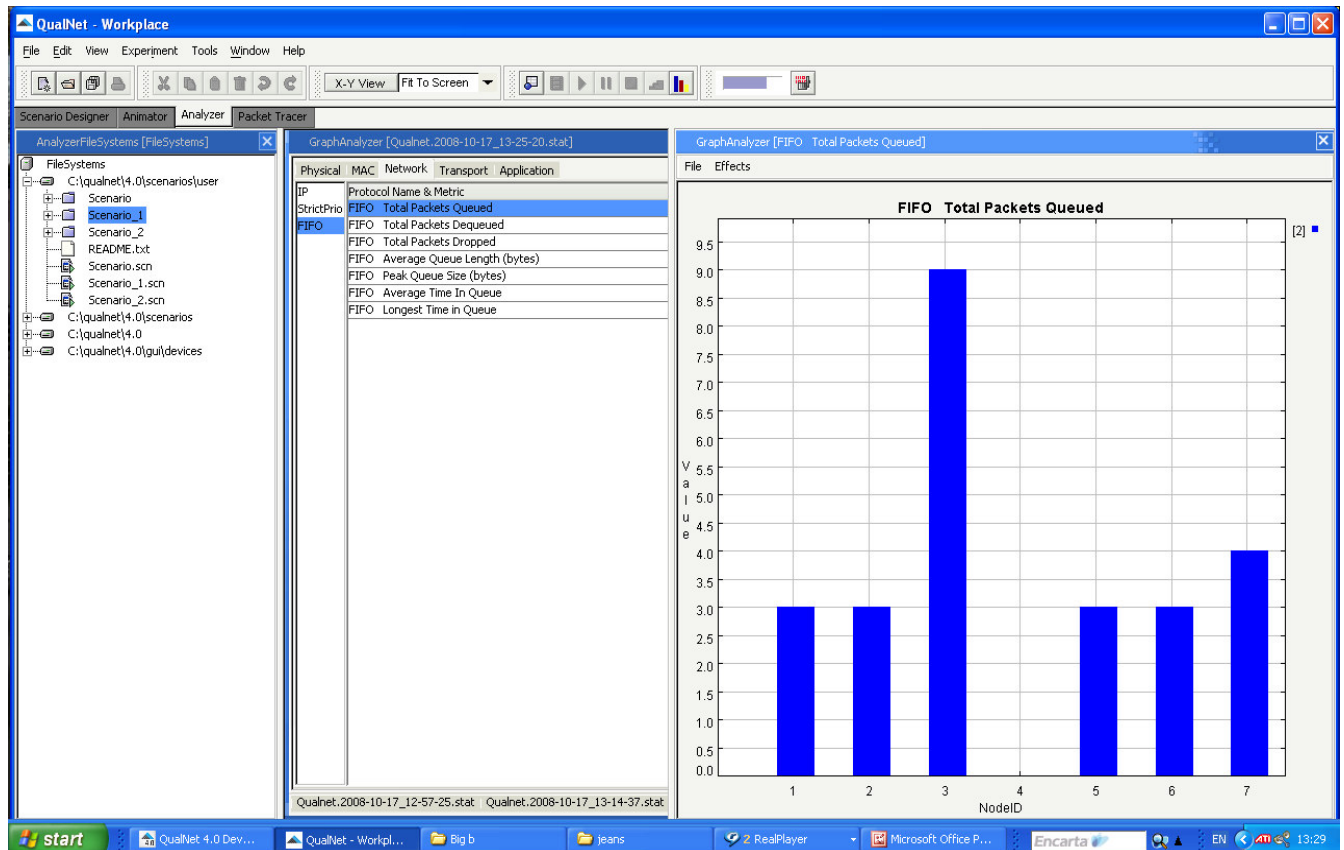 QualNet - Workplace
File Edit View Experiment Tools Window Help
X-Y View Fit To Screen
Scenario Designer Animator Analyzer Packet Tracer
AnalyzerFileSystems [FileSystems]
FileSystems
C:\qualnet\4.0\scenarios\user
Scenario
Scenario_1
Scenario_2
README.txt
Scenario.scn
Scenario_1.scn
Scenario_2.scn
C:\qualnet\4.0\scenarios
C:\qualnet\4.0
C:\qualnet\4.0\gui\devices
GraphAnalyzer [Qualnet.2008-10-17_13-25-20.stat]
Physical MAC Network Transport Application
IP
StrictPrio
FIFO
Protocol Name & Metric
FIFO Total Packets Queued
FIFO Total Packets Dequeued
FIFO Total Packets Dropped
FIFO Average Queue Length (bytes)
FIFO Peak Queue Size (bytes)
FIFO Average Time In Queue
FIFO Longest Time in Queue
Qualnet.2008-10-17_12-57-25.stat Qualnet.2008-10-17_13-14-37.stat
GraphAnalyzer [FIFO Total Packets Queued]
File Effects
FIFO Total Packets Queued
[2]
9.5
9.0
8.5
8.0
7.5
7.0
6.5
6.0
5.5
5.0
4.5
4.0
3.5
3.0
2.5
2.0
1.5
1.0
0.5
0.0
Value
1 2 3 4 5 6 7
NodeID
start QualNet 4.0 Dev... QualNet - Workpl... Big b jeans 2 RealPlayer Microsoft Office P... Encarta EN ATI 13:29